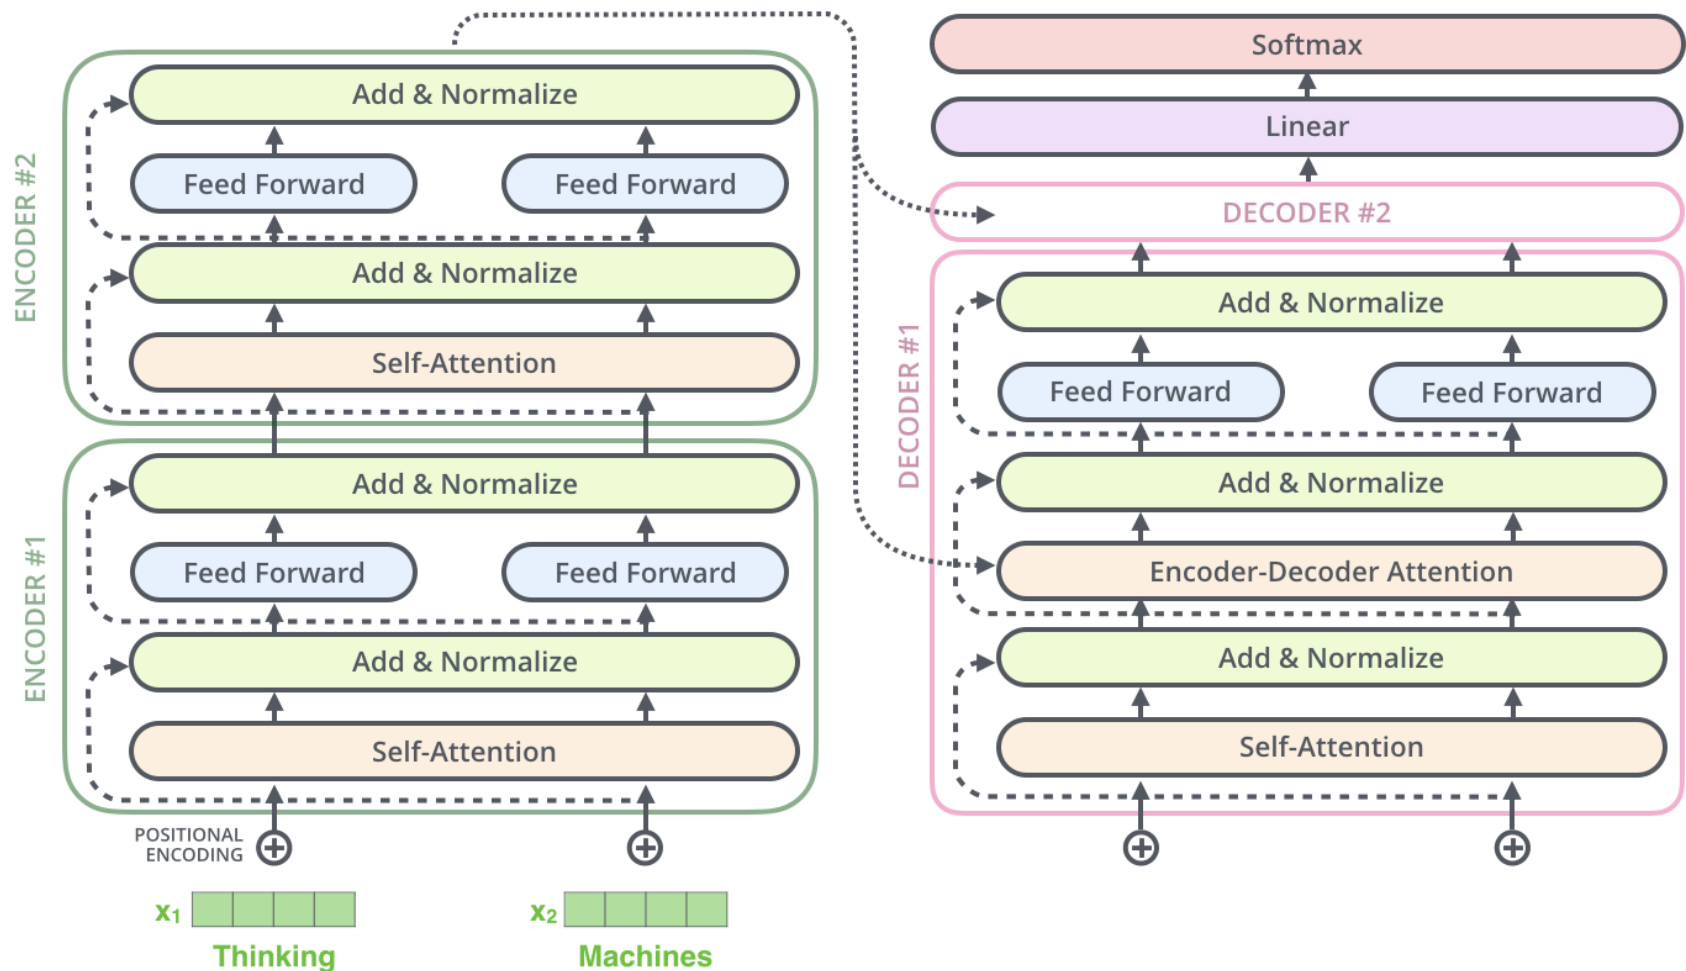 ENCODER #2
Add & Normalize
Feed Forward
Feed Forward
Add & Normalize
Self-Attention
ENCODER #1
Add & Normalize
Feed Forward
Feed Forward
Add & Normalize
Self-Attention
POSITIONAL
ENCODING
x₁
x₂
Thinking
Machines
Softmax
Linear
DECODER #2
DECODER #1
Add & Normalize
Feed Forward
Feed Forward
Add & Normalize
Encoder-Decoder Attention
Add & Normalize
Self-Attention